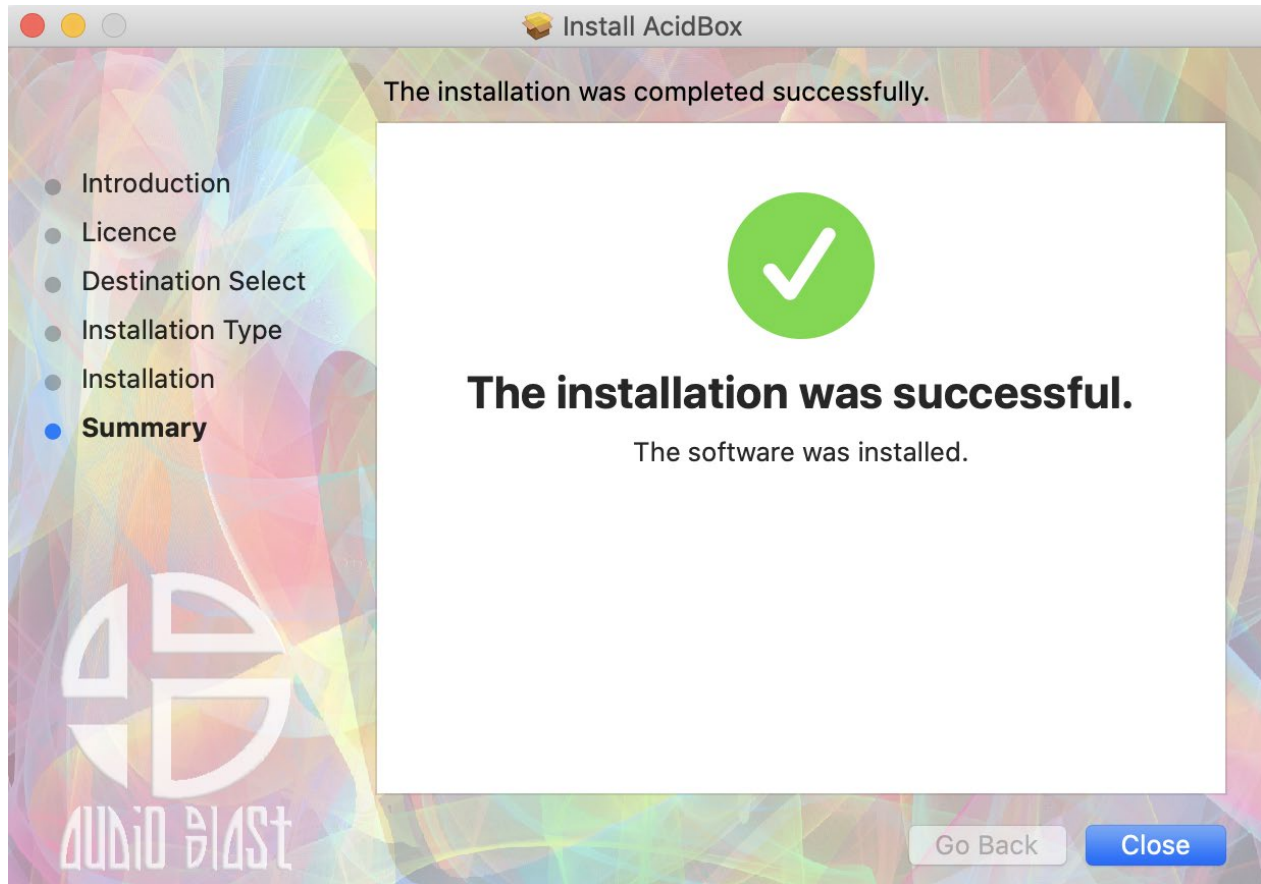 Install AcidBox
The installation was completed successfully.
Introduction
Licence
Destination Select
Installation Type
Installation
Summary
The installation was successful.
The software was installed.
AUDiO BlASt
Go Back
Close